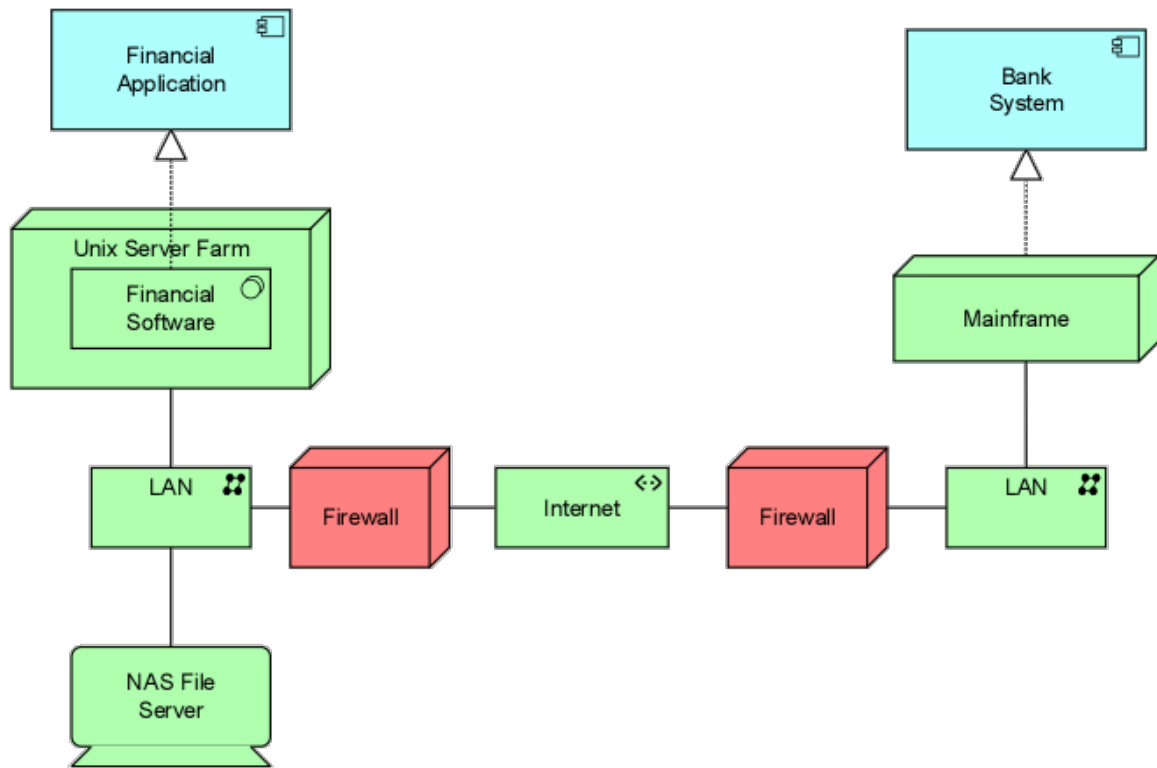 Financial
Application
Bank
System
Unix Server Farm
Financial
Software
Mainframe
LAN
Firewall
Internet
Firewall
LAN
NAS File
Server